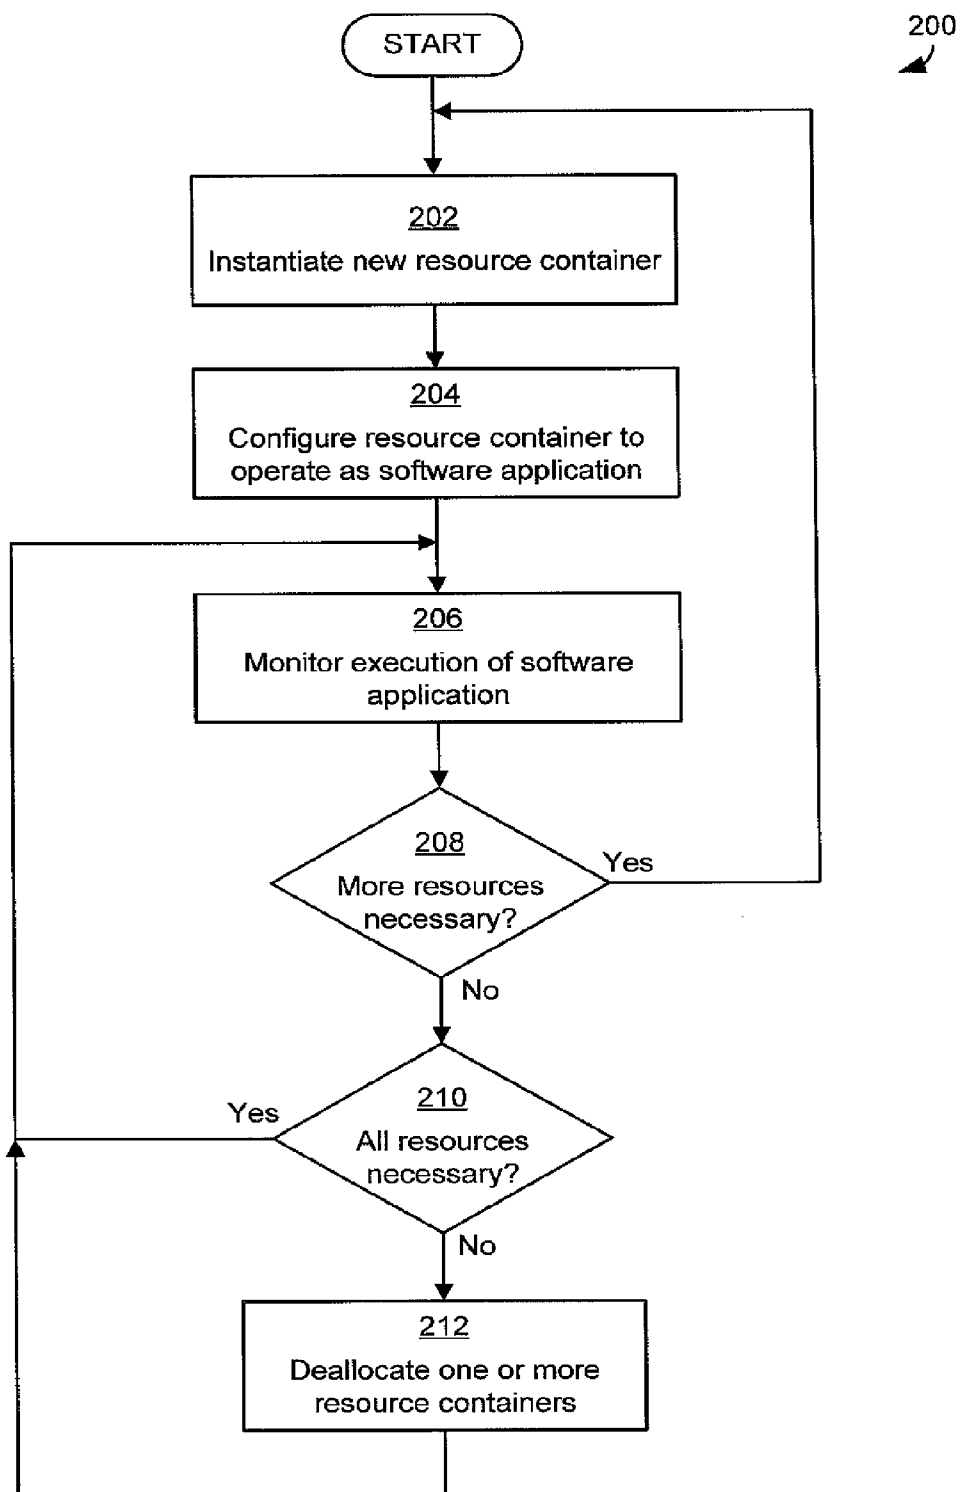 START
200
202
Instantiate new resource container
204
Configure resource container to
operate as software application
206
Monitor execution of software
application
208
More resources
necessary?
Yes
No
210
All resources
necessary?
Yes
No
212
Deallocate one or more
resource containers